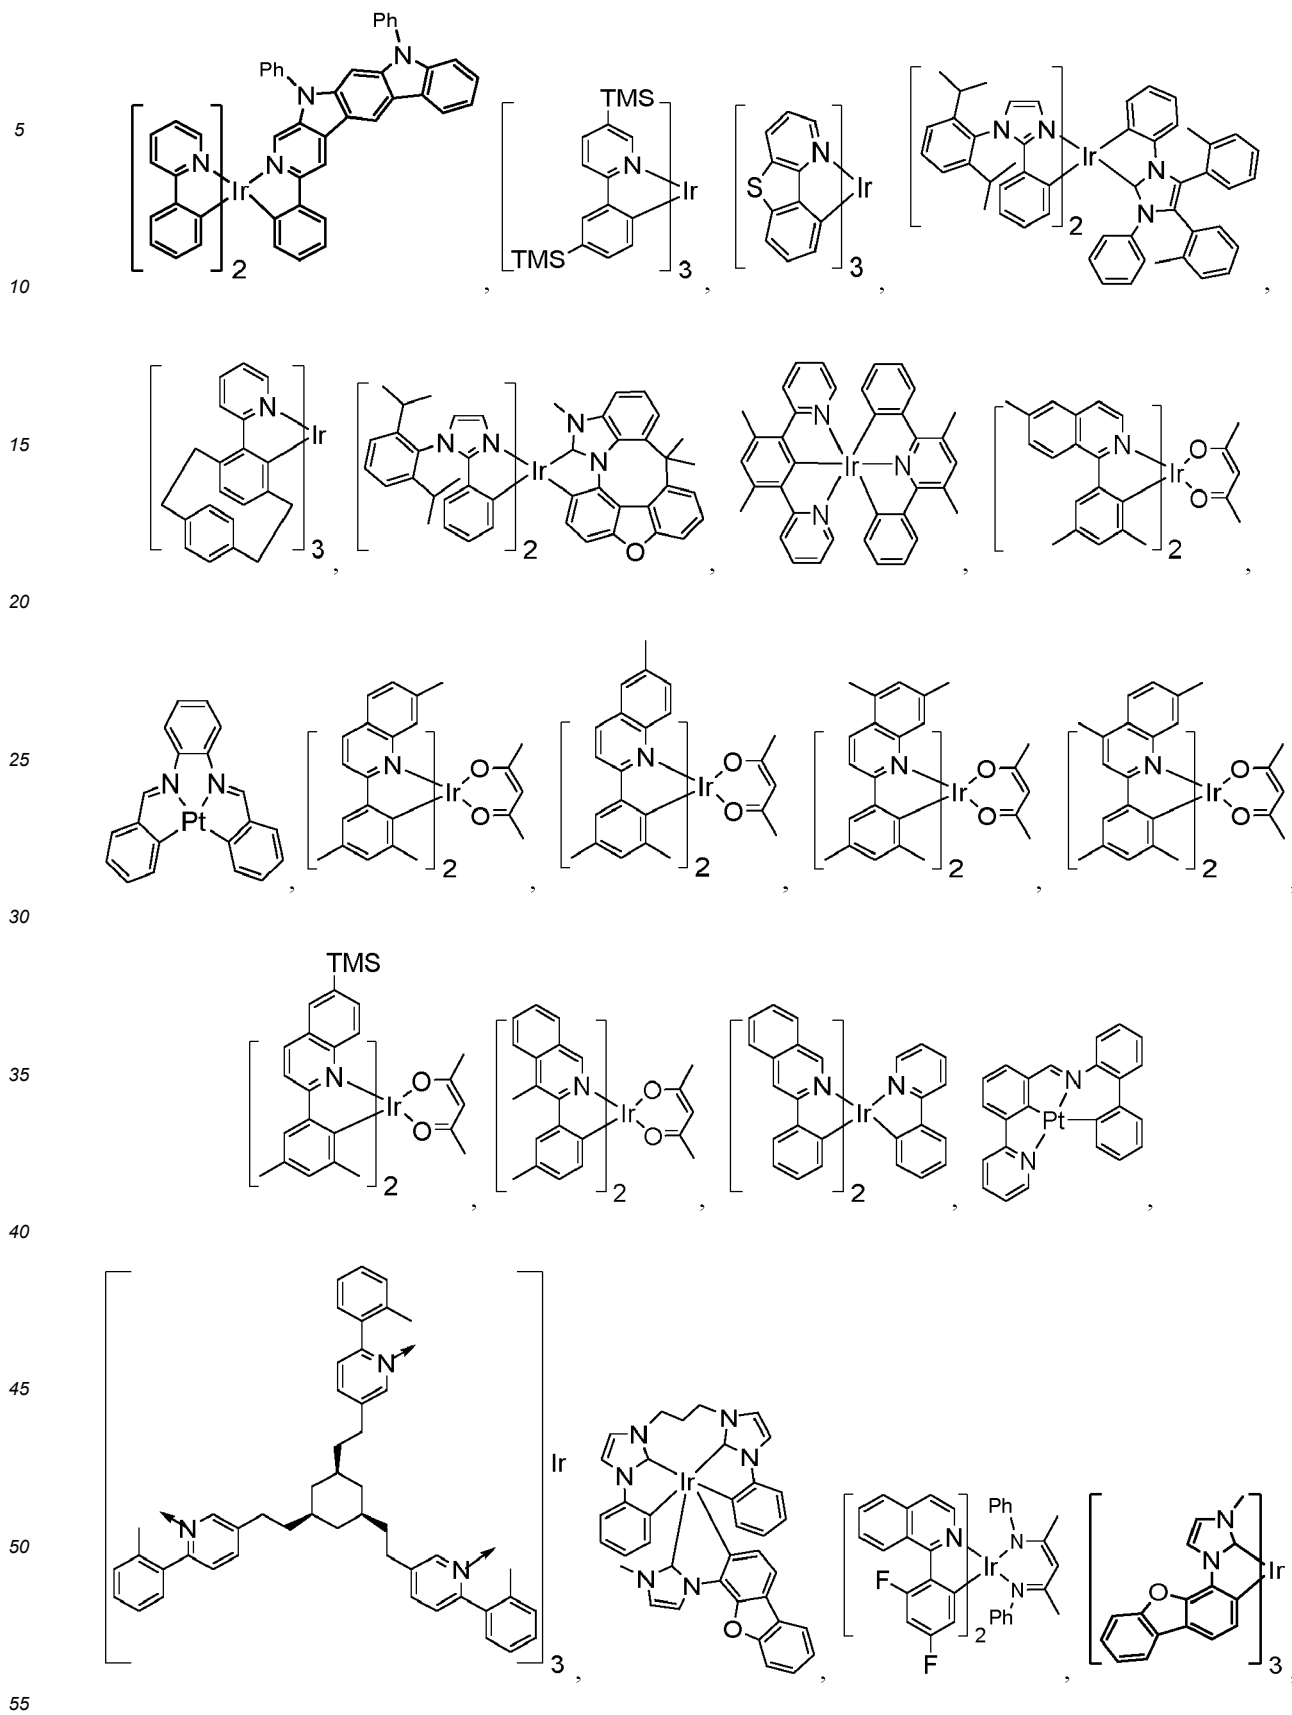 Ph
Ph N
N
5 TMS N N Ir N
N N Ir N N Ir S Ir N
TMS 2
2 3 3
10 , , , ,
N N N N
15 N Ir N Ir N Ir N N Ir O
N O
3 2 O 2
, , , ,
20
25 N N N Ir O N Ir O N Ir O N Ir O
Pt O O O O
2 2 2 2
, , , , ,
30
TMS
35 N Ir O N Ir O N Ir N N
O O Pt
N
2 2 2
, , , ,
40
45 N
N N
N N
Ir Ir Ph
50 N N N Ir N N
N N N F N N Ir
Ph O
O 2
F
3 3
, , , ,
55